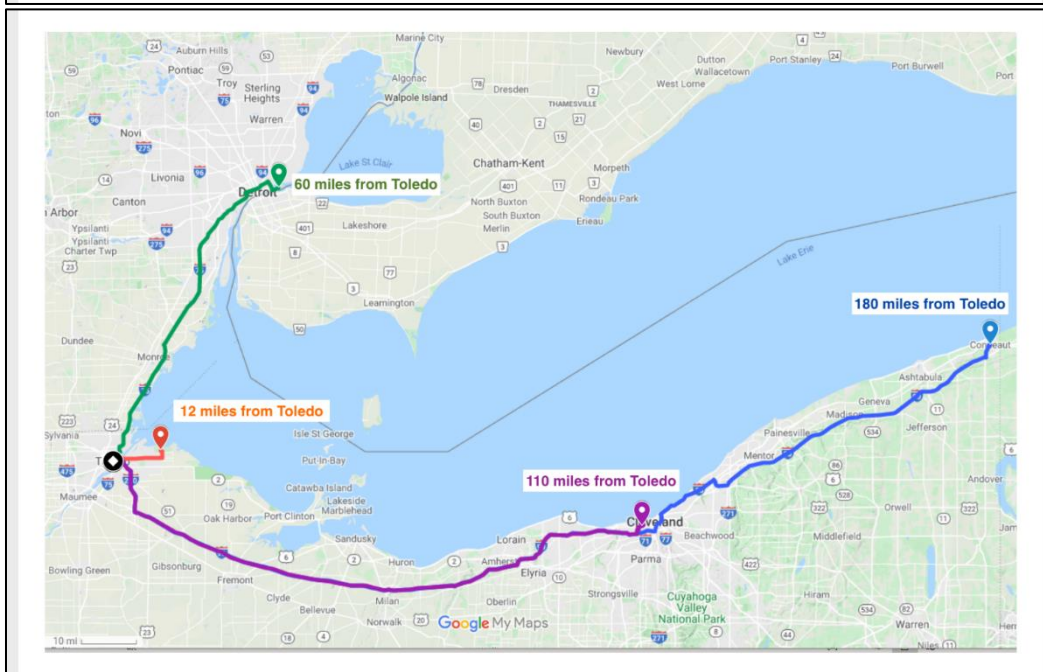 Marine City
Auburn Hills
Pontiac
Troy
Sterling
Heights
Warren
Algonac
Walpole Island
Dresden
Newbury
Dutton
Wallacetown
West Lorne
THAMESVILLE
Port Stanley
Port Burwell
Port
Novi
Livonia
Canton
Ypsilanti
Ypsilanti
Charter Twp
Lake St Clair
Chatham-Kent
Morpeth
Rondeau Park
North Buxton
South Buxton
Merlin
Erieau
60 miles from Toledo
Detroit
Lakeshore
Leamington
Lake Erie
Dundee
Monroe
180 miles from Toledo
Conneaut
Ashtabula
Geneva
Madison
Jefferson
Painesville
Mentor
12 miles from Toledo
Sylvania
Maumee
Isle St George
Put-In-Bay
Catawba Island
Lakeside
Marblehead
Oak Harbor
Port Clinton
Sandusky
110 miles from Toledo
Cleveland
Andover
Orwell
Beachwood
Middlefield
Parma
Lorain
Amherst
Elyria
Huron
Bowling Green
Gibsonburg
Fremont
Clyde
Bellevue
Milan
Norwalk
Oberlin
Strongsville
Cuyahoga
Valley
National Park
Hiram
Warren
Niles
Google My Maps
10 mi